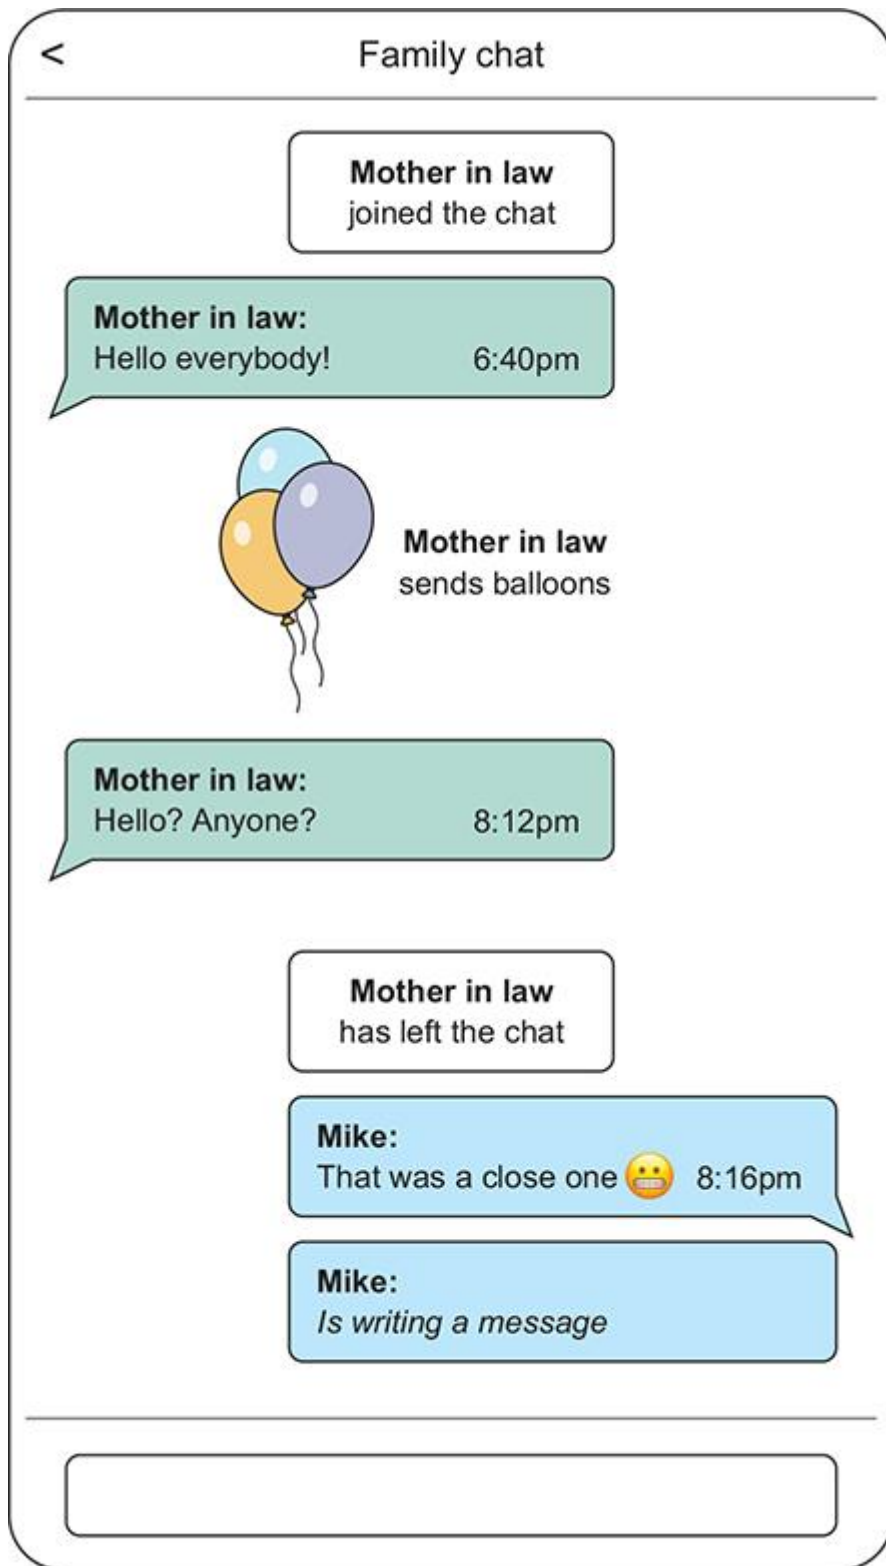 < Family chat
Mother in law
joined the chat
Mother in law:
Hello everybody! 6:40pm
Mother in law
sends balloons
Mother in law:
Hello? Anyone? 8:12pm
Mother in law
has left the chat
Mike:
That was a close one 😬 8:16pm
Mike:
Is writing a message